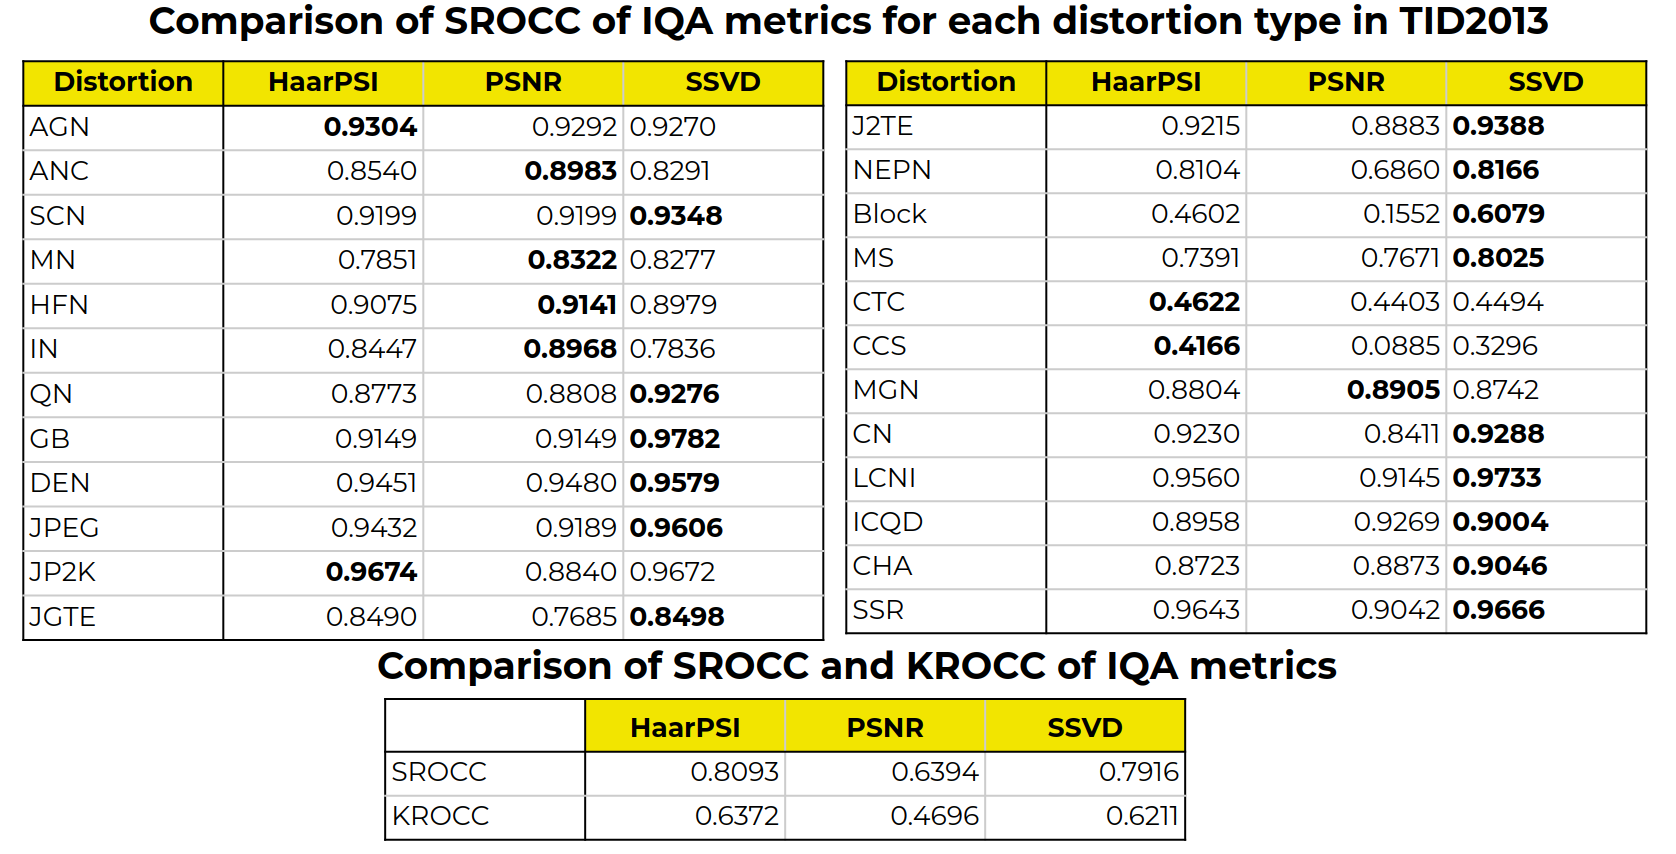 Comparison of SROCC of IQA metrics for each distortion type in TID2013
Distortion HaarPSI PSNR SSVD
AGN 0.9304 0.9292 0.9270
ANC 0.8540 0.8983 0.8291
SCN 0.9199 0.9199 0.9348
MN 0.7851 0.8322 0.8277
HFN 0.9075 0.9141 0.8979
IN 0.8447 0.8968 0.7836
QN 0.8773 0.8808 0.9276
GB 0.9149 0.9149 0.9782
DEN 0.9451 0.9480 0.9579
JPEG 0.9432 0.9189 0.9606
JP2K 0.9674 0.8840 0.9672
JGTE 0.8490 0.7685 0.8498
Distortion HaarPSI PSNR SSVD
J2TE 0.9215 0.8883 0.9388
NEPN 0.8104 0.6860 0.8166
Block 0.4602 0.1552 0.6079
MS 0.7391 0.7671 0.8025
CTC 0.4622 0.4403 0.4494
CCS 0.4166 0.0885 0.3296
MGN 0.8804 0.8905 0.8742
CN 0.9230 0.8411 0.9288
LCNI 0.9560 0.9145 0.9733
ICQD 0.8958 0.9269 0.9004
CHA 0.8723 0.8873 0.9046
SSR 0.9643 0.9042 0.9666
Comparison of SROCC and KROCC of IQA metrics
HaarPSI PSNR SSVD
SROCC 0.8093 0.6394 0.7916
KROCC 0.6372 0.4696 0.6211